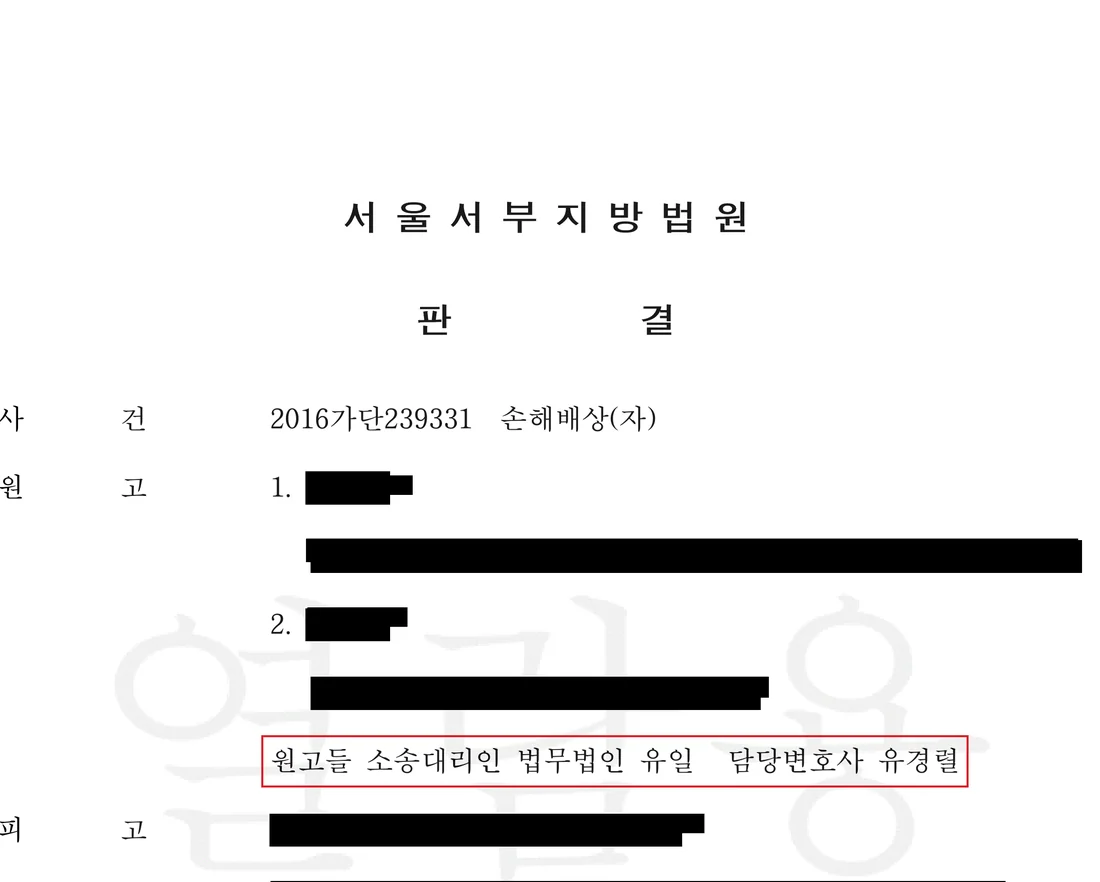 서울서부지방법원
판 결
사 건 2016가단239331 손해배상(자)
원 고 1.
2.
원고들 소송대리인 법무법인 유일 담당변호사 유경렬
피 고
열람용